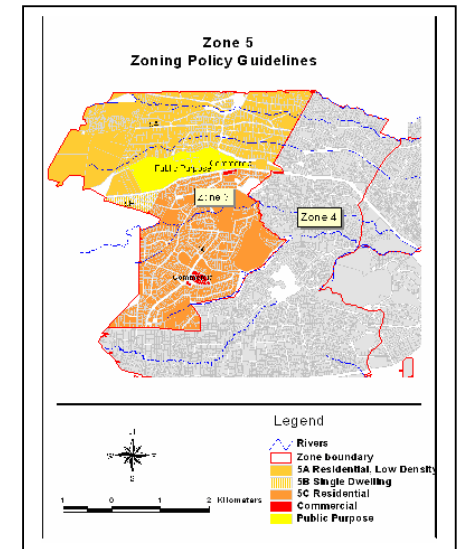 Zone 5
Zoning Policy Guidelines
5A
Commercial
Public Purpose
Zone 5
Zone 4
Commercial
Legend
Rivers
Zone boundary
5A Residential, Low Density
5B Single Dwelling
5C Residential
Commercial
Public Purpose
1 0 1 2 Kilometers